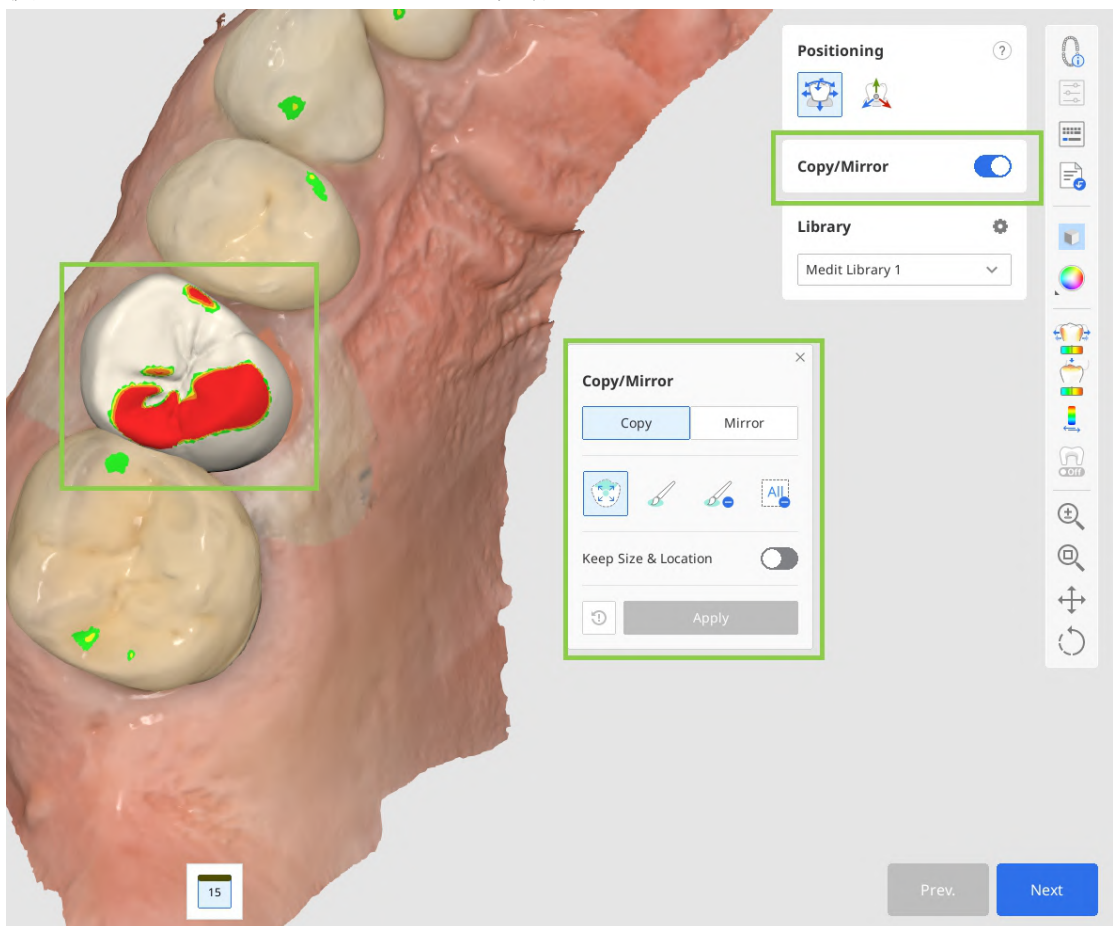 Positioning
?
Copy/Mirror
Library
Medit Library 1
Copy/Mirror
Copy Mirror
All
Keep Size & Location
Apply
Off
15
Prev. Next